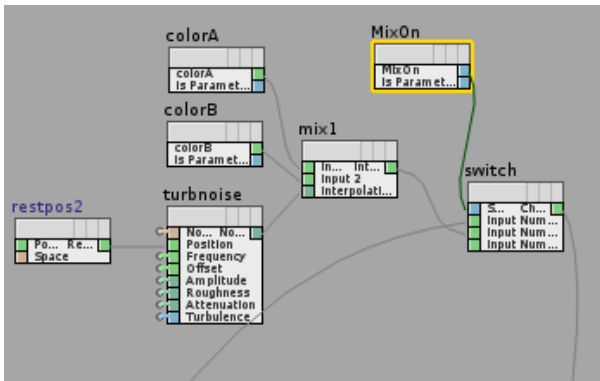 colorA
colorA
Is Paramet...
MixOn
MixOn
Is Paramet...
colorB
colorB
Is Paramet...
mix1
In... Int...
Input 2
Interpolati...
switch
S... Ch...
Input Num ...
Input Num ...
Input Num ...
restpos2
Po... Re...
Space
turbnoise
No... No...
Position
Frequency
Offset
Amplitude
Roughness
Attenuation
Turbulence